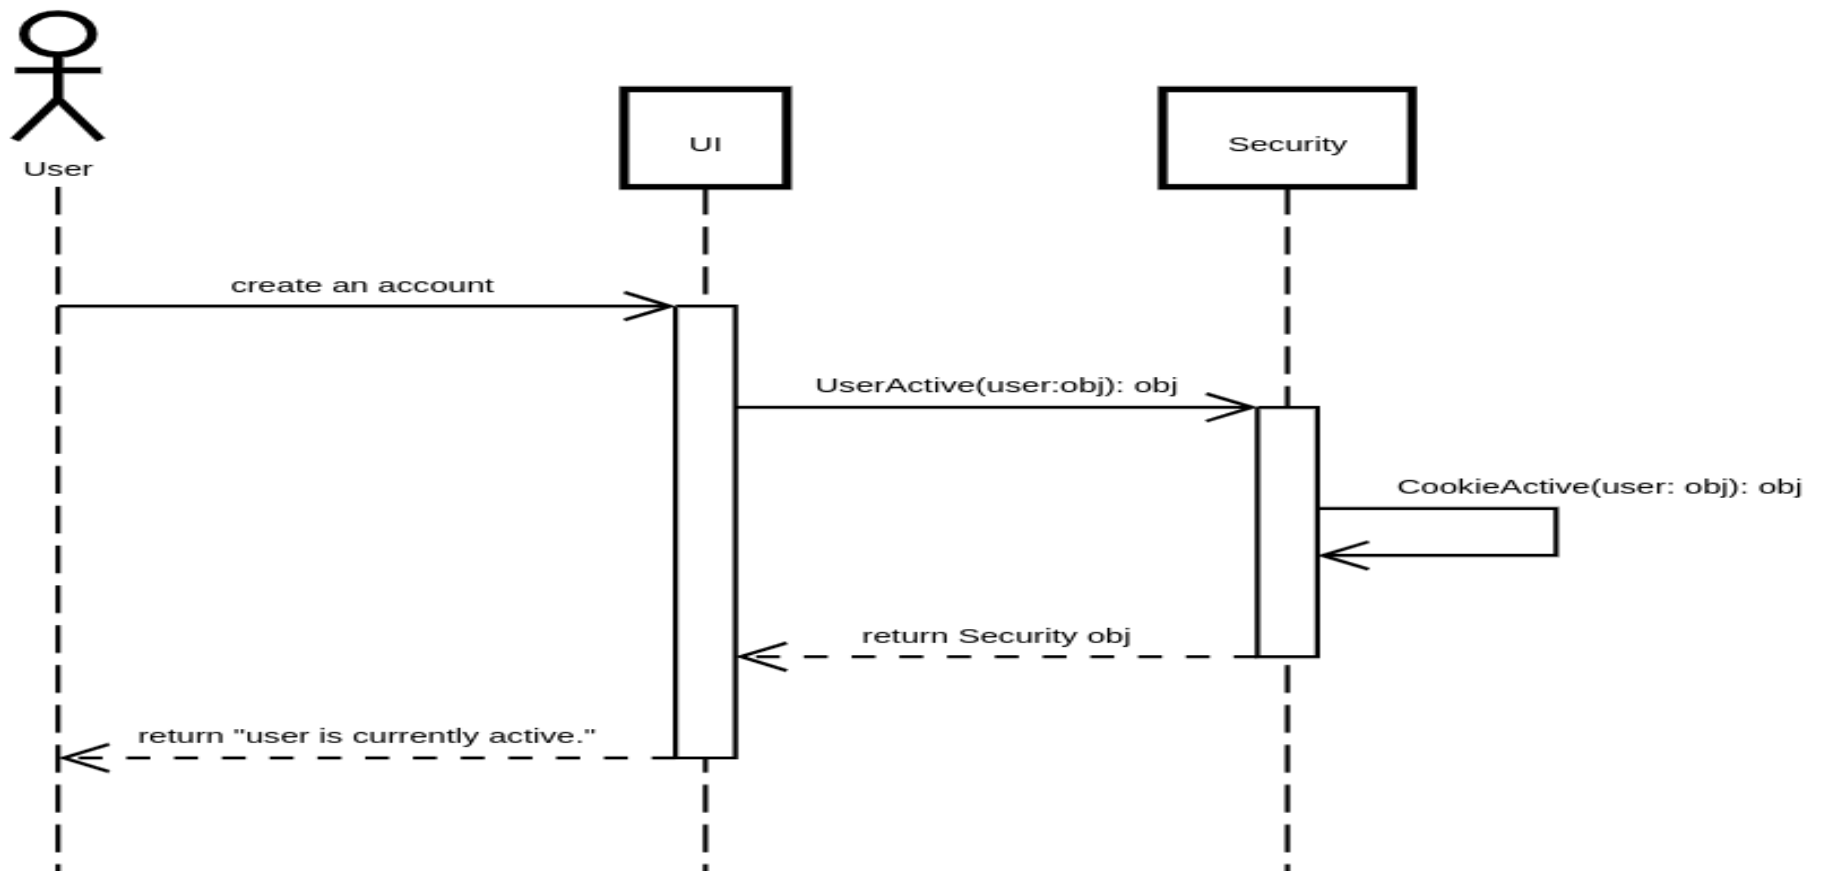 User
UI
Security
create an account
UserActive(user:obj): obj
CookieActive(user: obj): obj
return Security obj
return "user is currently active."